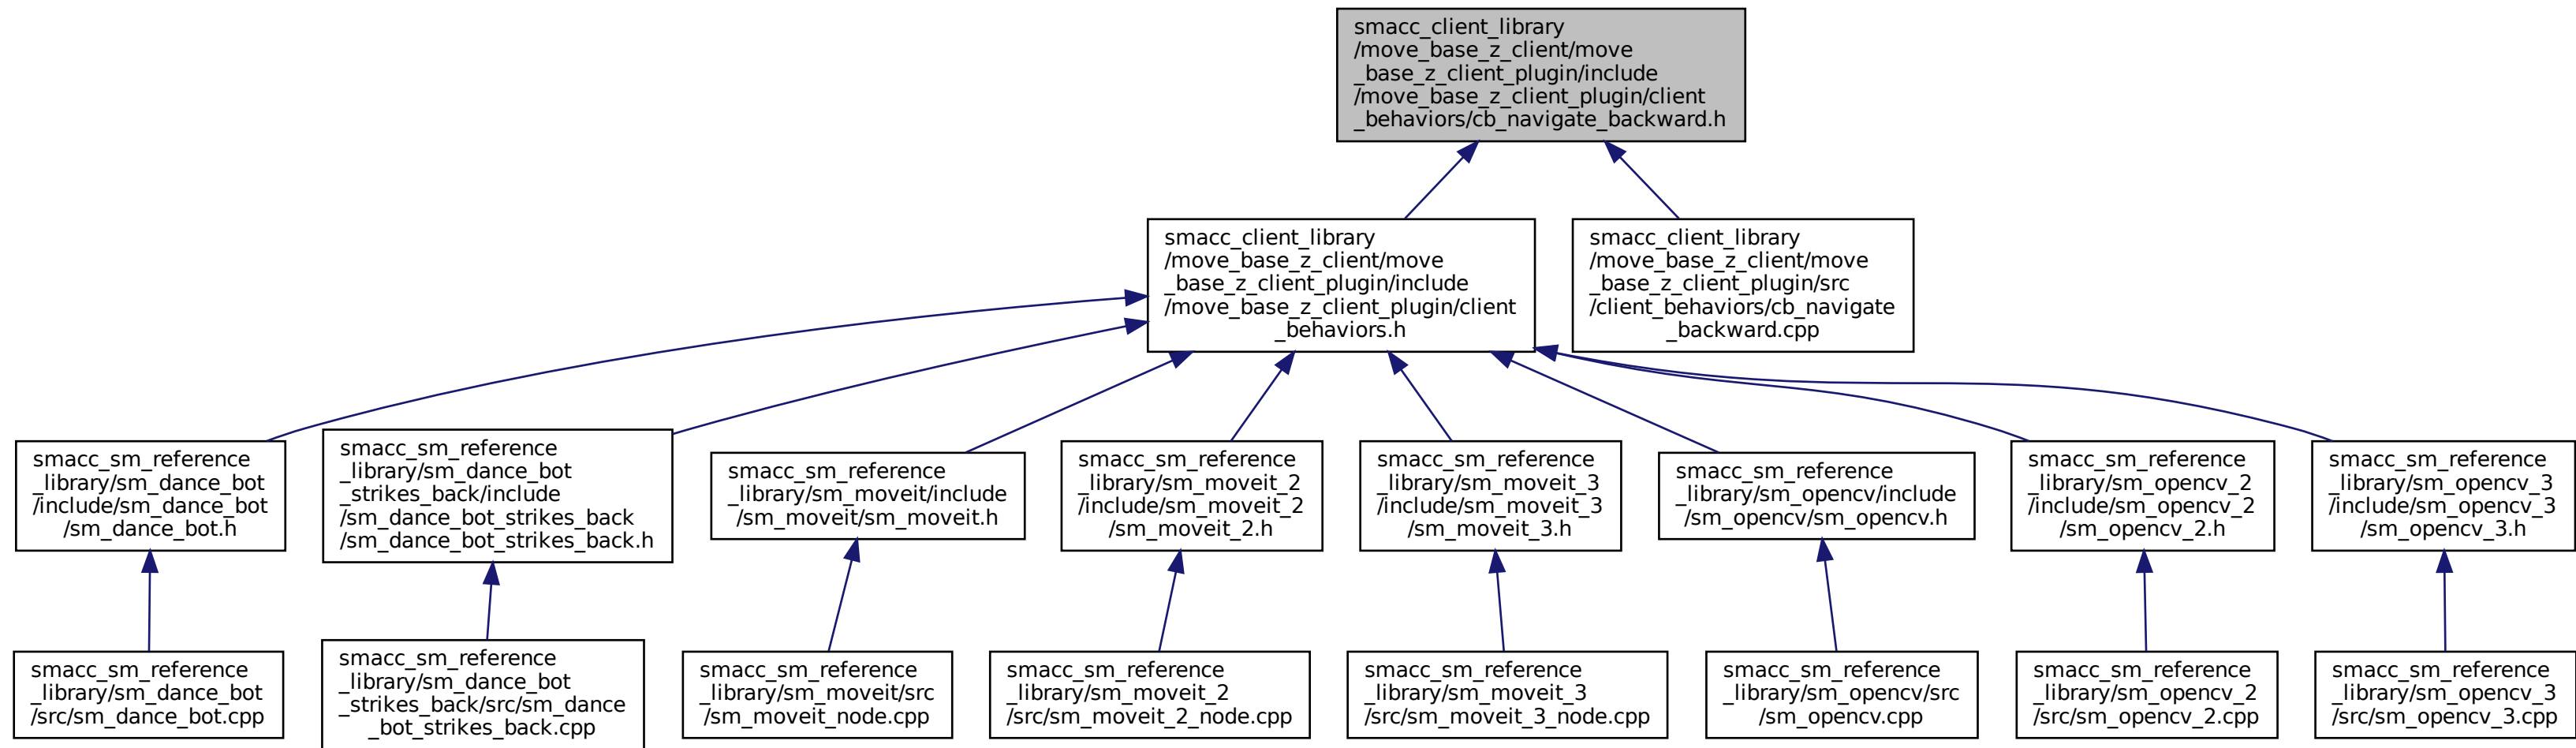 smacc_client_library
/move_base_z_client/move
_base_z_client_plugin/include
/move_base_z_client_plugin/client
_behaviors/cb_navigate_backward.h
smacc_client_library
/move_base_z_client/move
_base_z_client_plugin/include
/move_base_z_client_plugin/client
_behaviors.h
smacc_client_library
/move_base_z_client/move
_base_z_client_plugin/src
/client_behaviors/cb_navigate
_backward.cpp
smacc_sm_reference
_library/sm_dance_bot
/include/sm_dance_bot
/sm_dance_bot.h
smacc_sm_reference
_library/sm_dance_bot
_strikes_back/include
/sm_dance_bot_strikes_back
/sm_dance_bot_strikes_back.h
smacc_sm_reference
_library/sm_moveit/include
/sm_moveit/sm_moveit.h
smacc_sm_reference
_library/sm_moveit_2
/include/sm_moveit_2
/sm_moveit_2.h
smacc_sm_reference
_library/sm_moveit_3
/include/sm_moveit_3
/sm_moveit_3.h
smacc_sm_reference
_library/sm_opencv/include
/sm_opencv/sm_opencv.h
smacc_sm_reference
_library/sm_opencv_2
/include/sm_opencv_2
/sm_opencv_2.h
smacc_sm_reference
_library/sm_opencv_3
/include/sm_opencv_3
/sm_opencv_3.h
smacc_sm_reference
_library/sm_dance_bot
/src/sm_dance_bot.cpp
smacc_sm_reference
_library/sm_dance_bot
_strikes_back/src/sm_dance
_bot_strikes_back.cpp
smacc_sm_reference
_library/sm_moveit/src
/sm_moveit_node.cpp
smacc_sm_reference
_library/sm_moveit_2
/src/sm_moveit_2_node.cpp
smacc_sm_reference
_library/sm_moveit_3
/src/sm_moveit_3_node.cpp
smacc_sm_reference
_library/sm_opencv/src
/sm_opencv.cpp
smacc_sm_reference
_library/sm_opencv_2
/src/sm_opencv_2.cpp
smacc_sm_reference
_library/sm_opencv_3
/src/sm_opencv_3.cpp